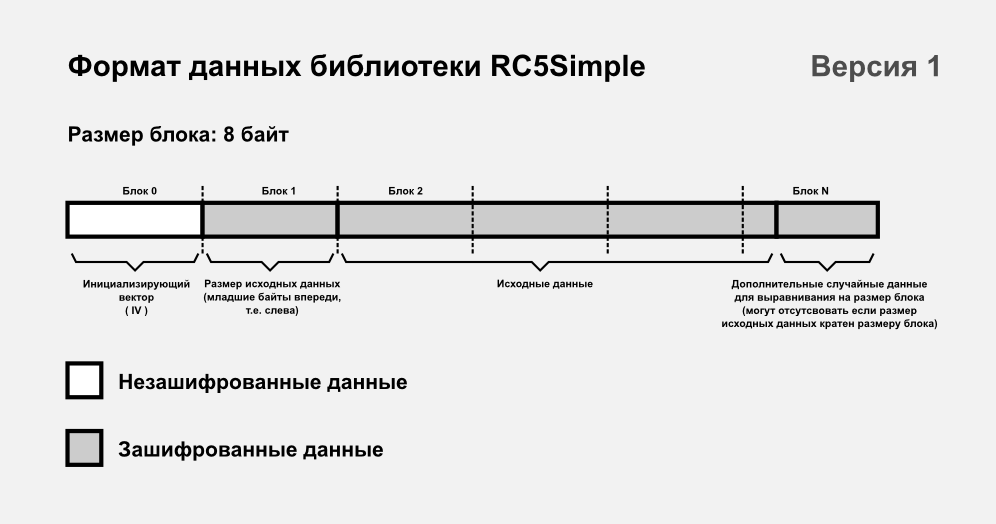 Формат данных библиотеки RC5Simple
Версия 1
Размер блока: 8 байт
Блок 0
Блок 1
Блок 2
Блок N
Инициализирующий
вектор
( IV )
Размер исходных данных
(младшие байты впереди,
т.е. слева)
Исходные данные
Дополнительные случайные данные
для выравнивания на размер блока
(могут отсутсвовать если размер
исходных данных кратен размеру блока)
Незашифрованные данные
Зашифрованные данные